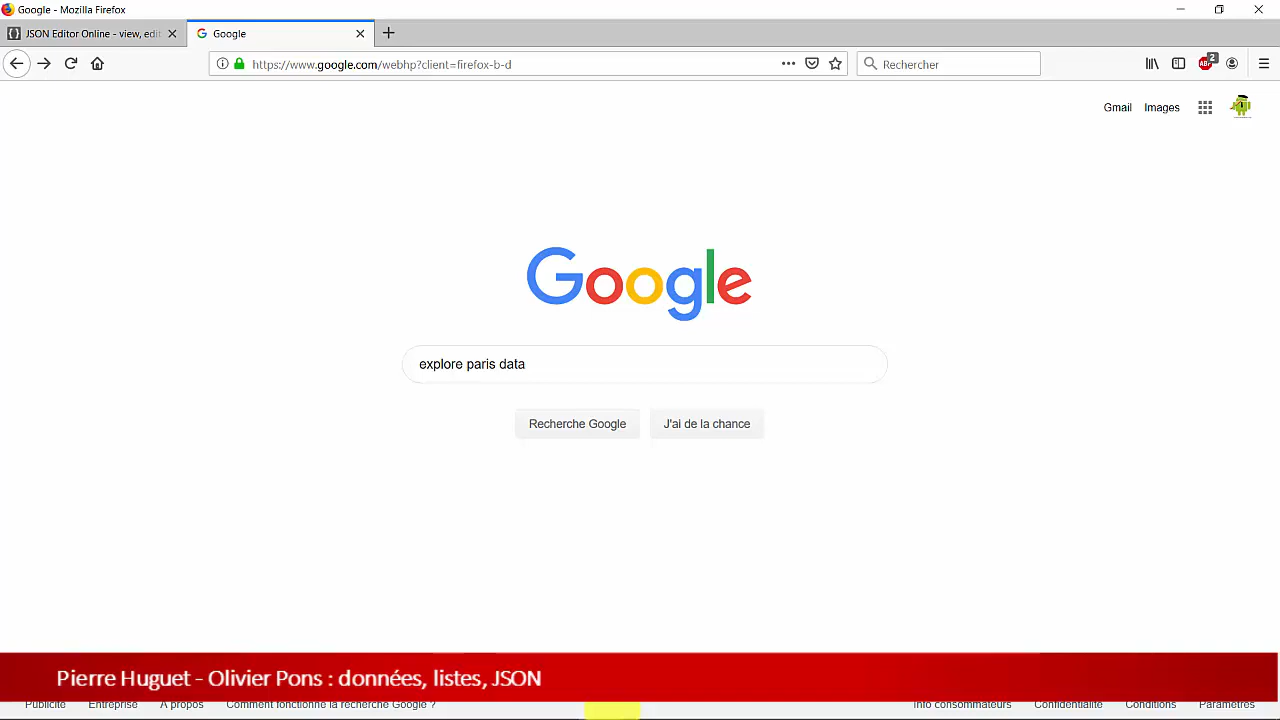 Google - Mozilla Firefox
JSON Editor Online - view, edit
Google
https://www.google.com/webhp?client=firefox-b-d
Rechercher
ABP
2
Gmail
Images
Google
explore paris data
Recherche Google
J'ai de la chance
Pierre Huguet - Olivier Pons : données, listes, JSON
Publicité
Entreprise
À propos
Comment fonctionne la recherche Google ?
Info consommateurs
Confidentialité
Conditions
Paramètres